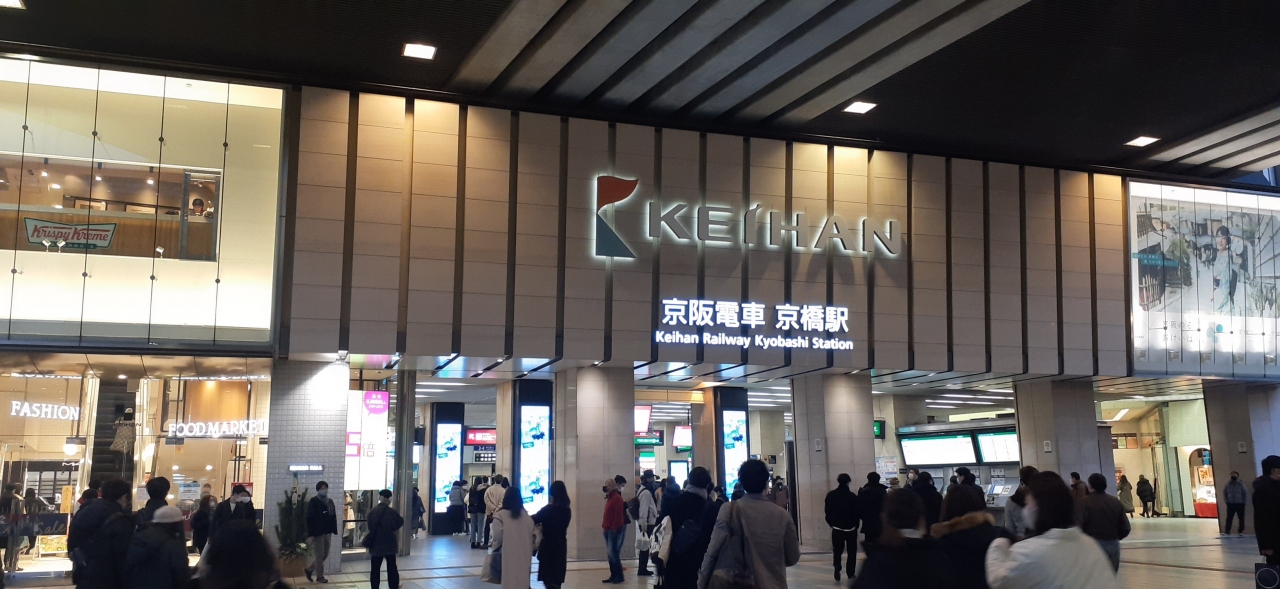 Krispy Kreme
KEIHAN
京阪電車 京橋駅
Keihan Railway Kyobashi Station
FASHION
FOOD MARKET